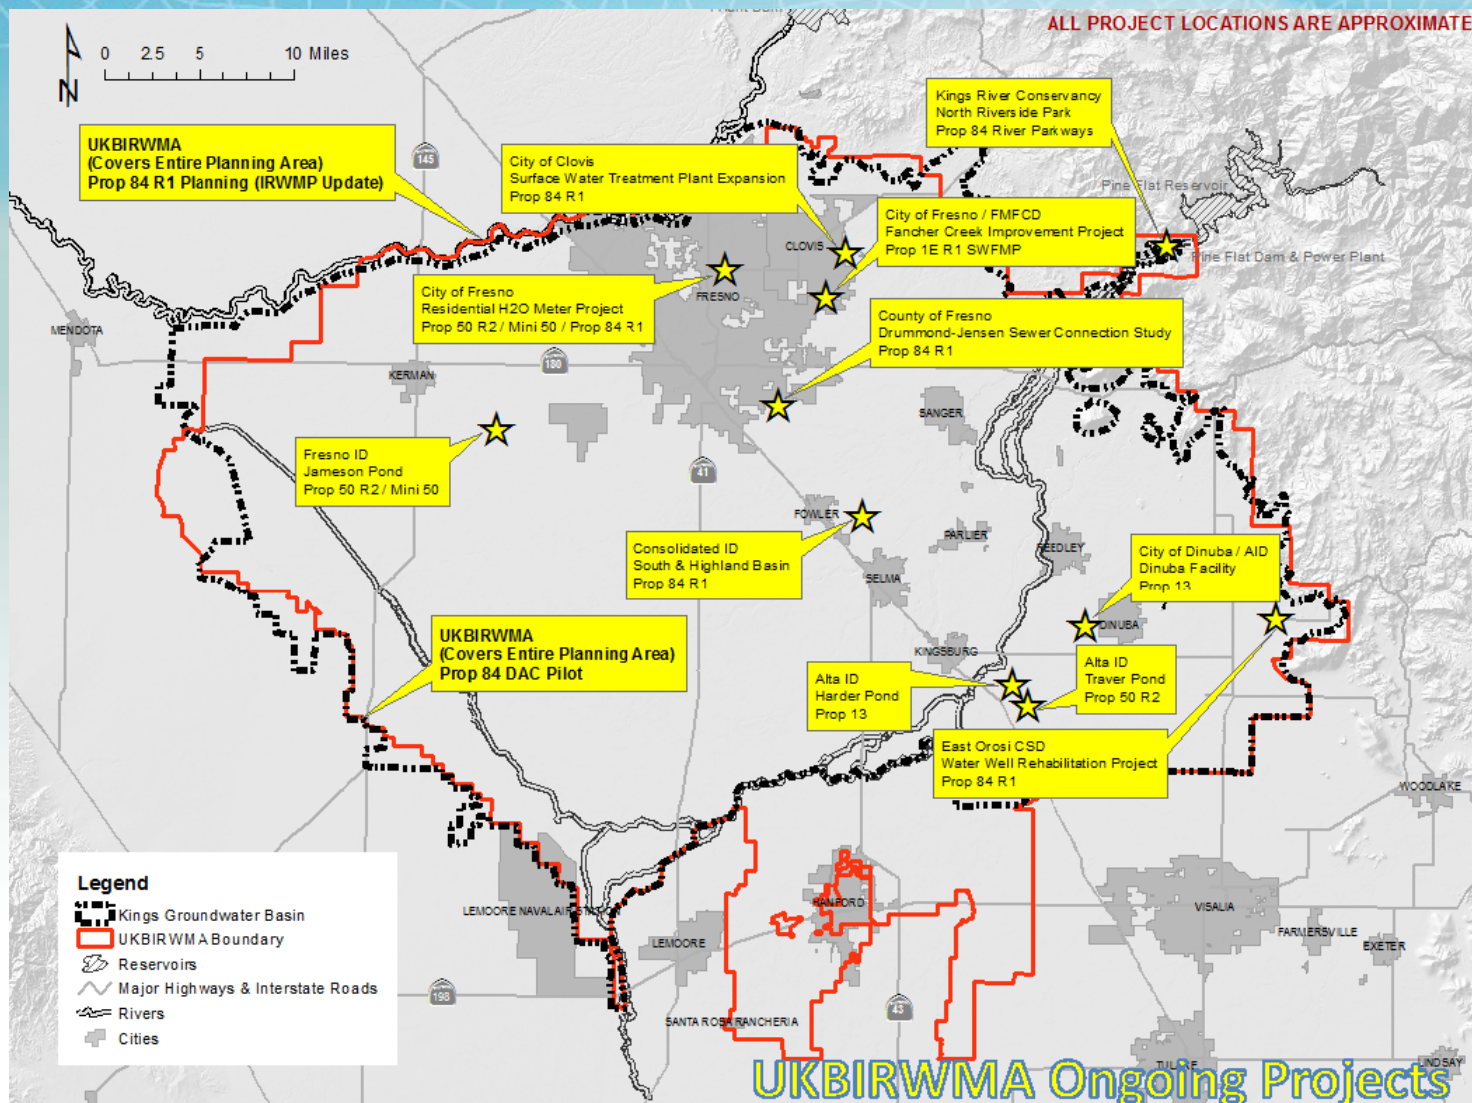 ALL PROJECT LOCATIONS ARE APPROXIMATE
0 2.5 5 10 Miles
N
Kings River Conservancy
North Riverside Park
Prop 84 River Parkways
UKBIRWMA
(Covers Entire Planning Area)
Prop 84 R1 Planning (IRWMP Update)
145
City of Clovis
Surface Water Treatment Plant Expansion
Prop 84 R1
Pine Flat Reservoir
City of Fresno / FMFCD
Fancher Creek Improvement Project
Prop 1E R1 SWFMP
CLOVIS
Pine Flat Dam & Power Plant
City of Fresno
Residential H2O Meter Project
Prop 50 R2 / Mini 50 / Prop 84 R1
FRESNO
County of Fresno
Drummond-Jensen Sewer Connection Study
Prop 84 R1
MENDOTA
180
KERMAN
SANGER
Fresno ID
Jameson Pond
Prop 50 R2 / Mini 50
41
FOWLER
PARLIER
REEDLEY
Consolidated ID
South & Highland Basin
Prop 84 R1
City of Dinuba / AID
Dinuba Facility
Prop 13
SELMA
DINUBA
UKBIRWMA
(Covers Entire Planning Area)
Prop 84 DAC Pilot
KINGSBURG
Alta ID
Harder Pond
Prop 13
Alta ID
Traver Pond
Prop 50 R2
East Orosi CSD
Water Well Rehabilitation Project
Prop 84 R1
WOODLAKE
Legend
Kings Groundwater Basin
UKBIRWMA Boundary
Reservoirs
Major Highways & Interstate Roads
Rivers
Cities
LEMOORE NAVAL AIR STATION
HANFORD
VISALIA
LEMOORE
FARMERSVILLE
EXETER
198
43
SANTA ROSA RANCHERIA
TULARE
LINDSAY
UKBIRWMA Ongoing Projects